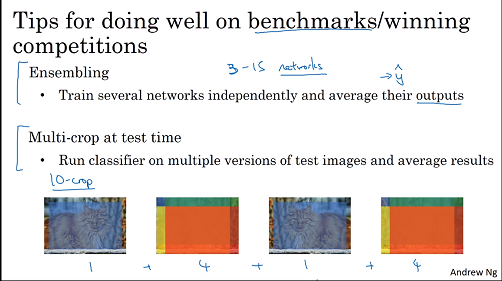 Tips for doing well on benchmarks/winning
competitions
Ensembling
3-15 networks
→ ŷ
• Train several networks independently and average their outputs
Multi-crop at test time
• Run classifier on multiple versions of test images and average results
10-crop
1 + 4 + 1 + 4
Andrew Ng